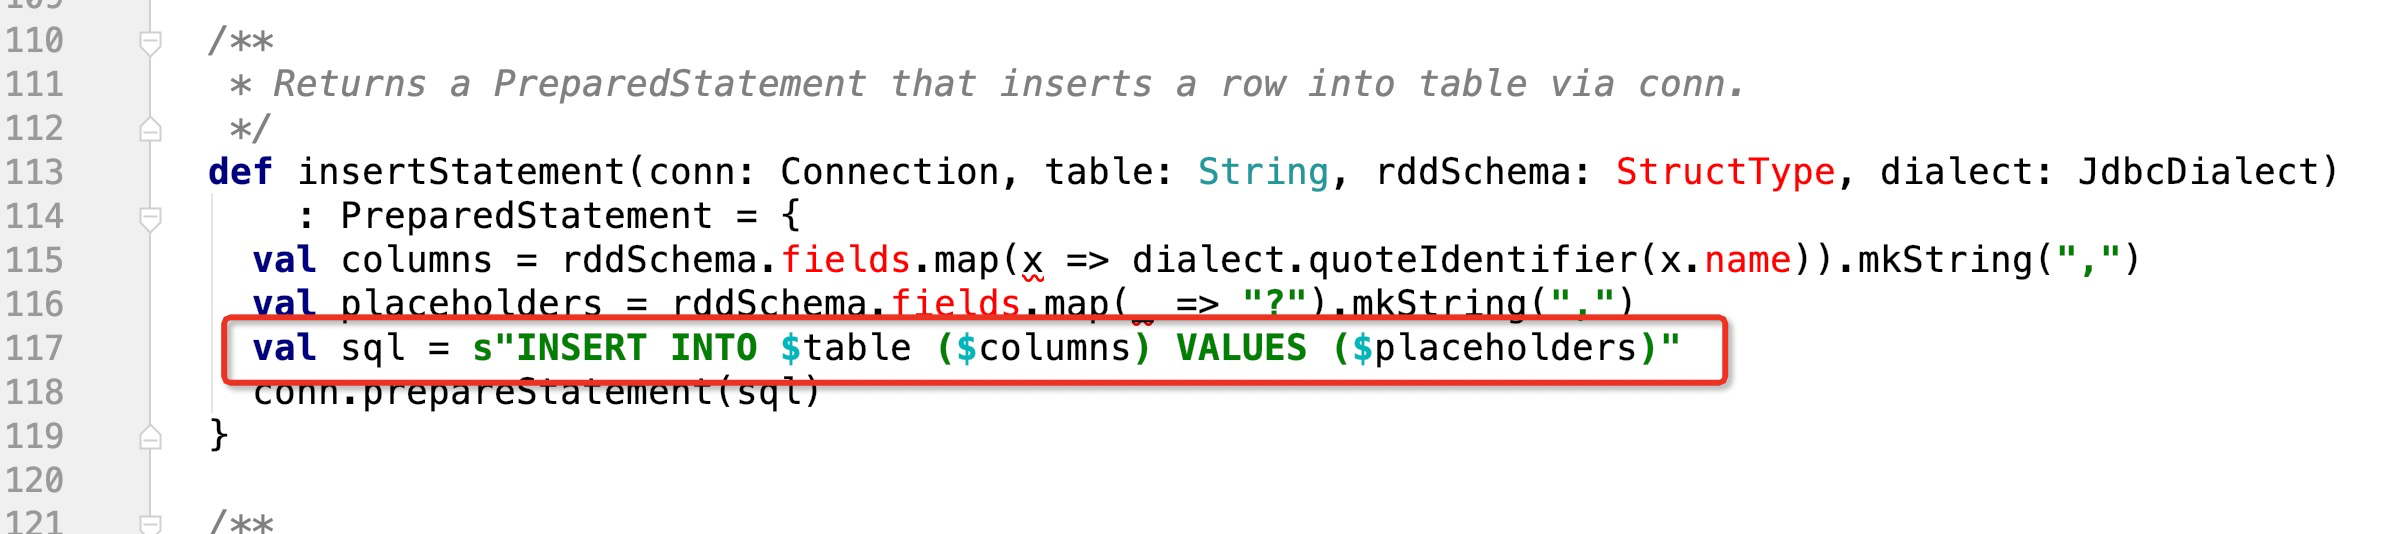 109
110 /**
111 * Returns a PreparedStatement that inserts a row into table via conn.
112 */
113 def insertStatement(conn: Connection, table: String, rddSchema: StructType, dialect: JdbcDialect)
114 : PreparedStatement = {
115 val columns = rddSchema.fields.map(x => dialect.quoteIdentifier(x.name)).mkString(",")
116 val placeholders = rddSchema.fields.map(_ => "?").mkString(",")
117 val sql = s"INSERT INTO $table ($columns) VALUES ($placeholders)"
118 conn.prepareStatement(sql)
119 }
120
121 /**